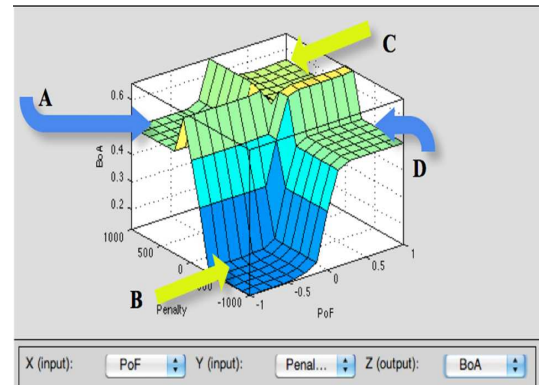 C
A
0.6
0.5
0.4
0.3
0.2
BoA
D
1000
500
0
-1000
B
Penalty
-1
-0.5
0
0.5
1
PoF
X (input): PoF Y (input): Penal... Z (output): BoA